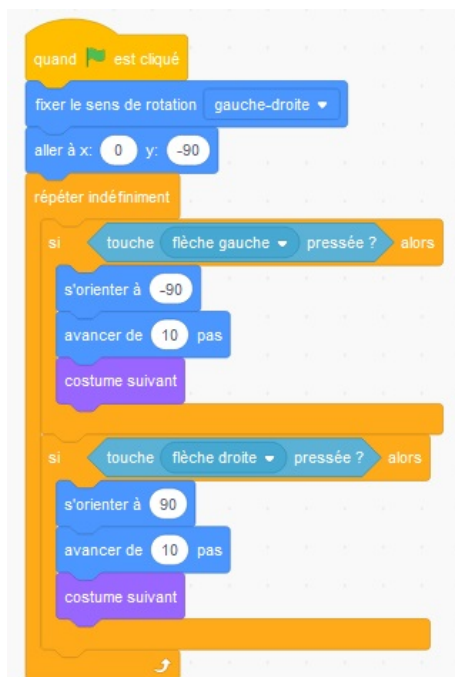 quand est cliqué
fixer le sens de rotation gauche-droite
aller à x: 0 y: -90
répéter indéfiniment
si touche flèche gauche pressée ? alors
s'orienter à -90
avancer de 10 pas
costume suivant
si touche flèche droite pressée ? alors
s'orienter à 90
avancer de 10 pas
costume suivant